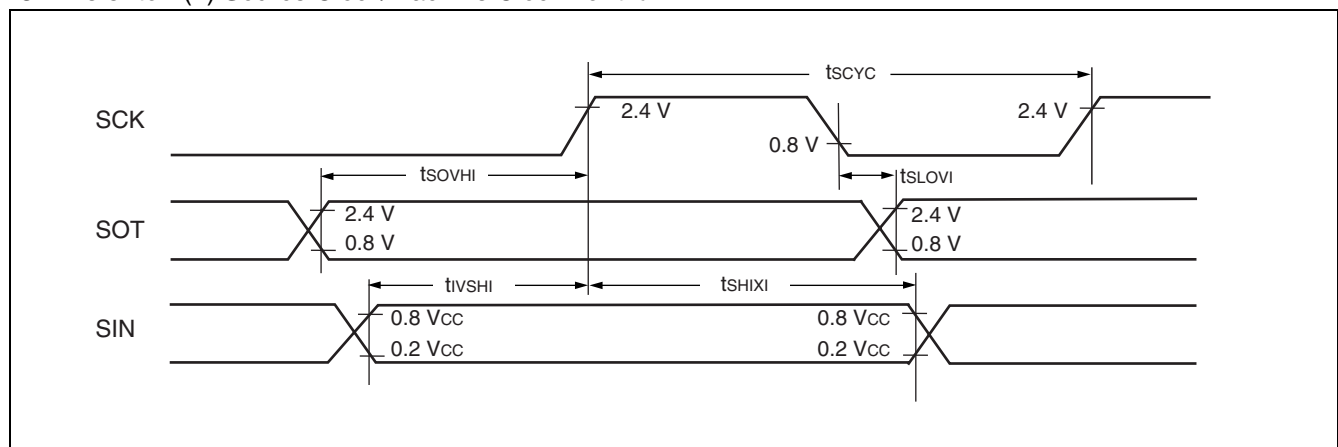 tSCYC
SCK
2.4 V
2.4 V
0.8 V
tSOVHI
tSLOVI
SOT
2.4 V
2.4 V
0.8 V
0.8 V
tIVSHI
tSHIXI
SIN
0.8 VCC
0.8 VCC
0.2 VCC
0.2 VCC